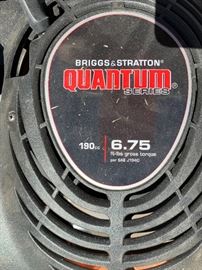 BRIGGS & STRATTON®
QUANTUM®
SERIES
190cc 6.75
ft-lbs gross torque
per SAE J1940